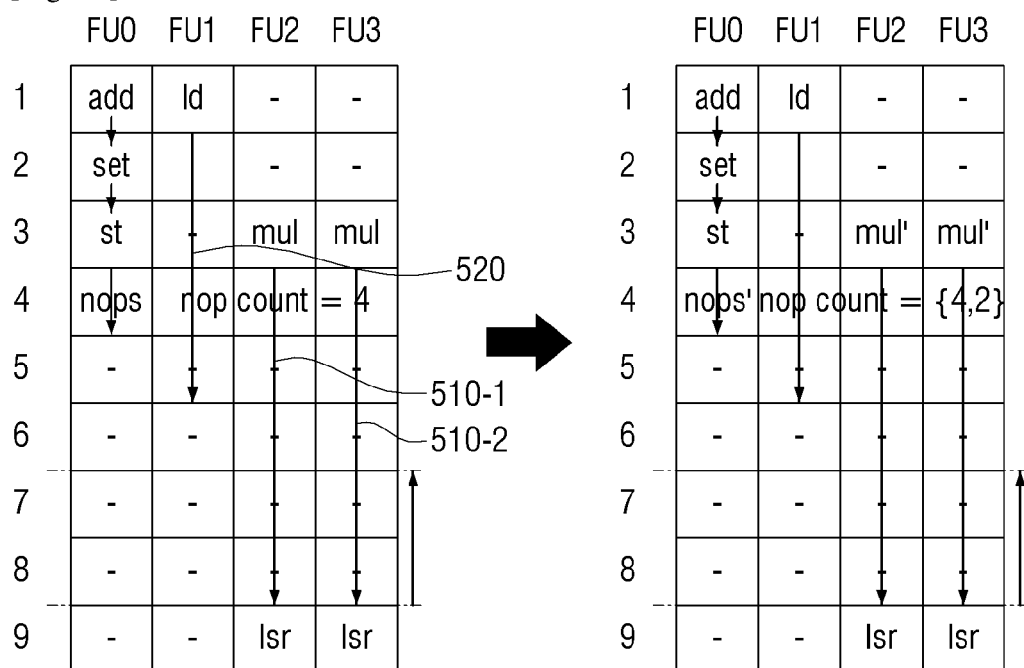 FU0 FU1 FU2 FU3 FU0 FU1 FU2 FU3
1 add ld - - 1 add ld - -
2 set - - 2 set - -
3 st - mul mul 3 st - mul' mul'
520
4 nops nop count = 4 4 nops' nop count = {4,2}
5 - - - - 5 - - - -
510-1
6 - - - - 6 - - - -
510-2
7 - - - - 7 - - - -
8 - - - - 8 - - - -
9 - - lsr lsr 9 - - lsr lsr